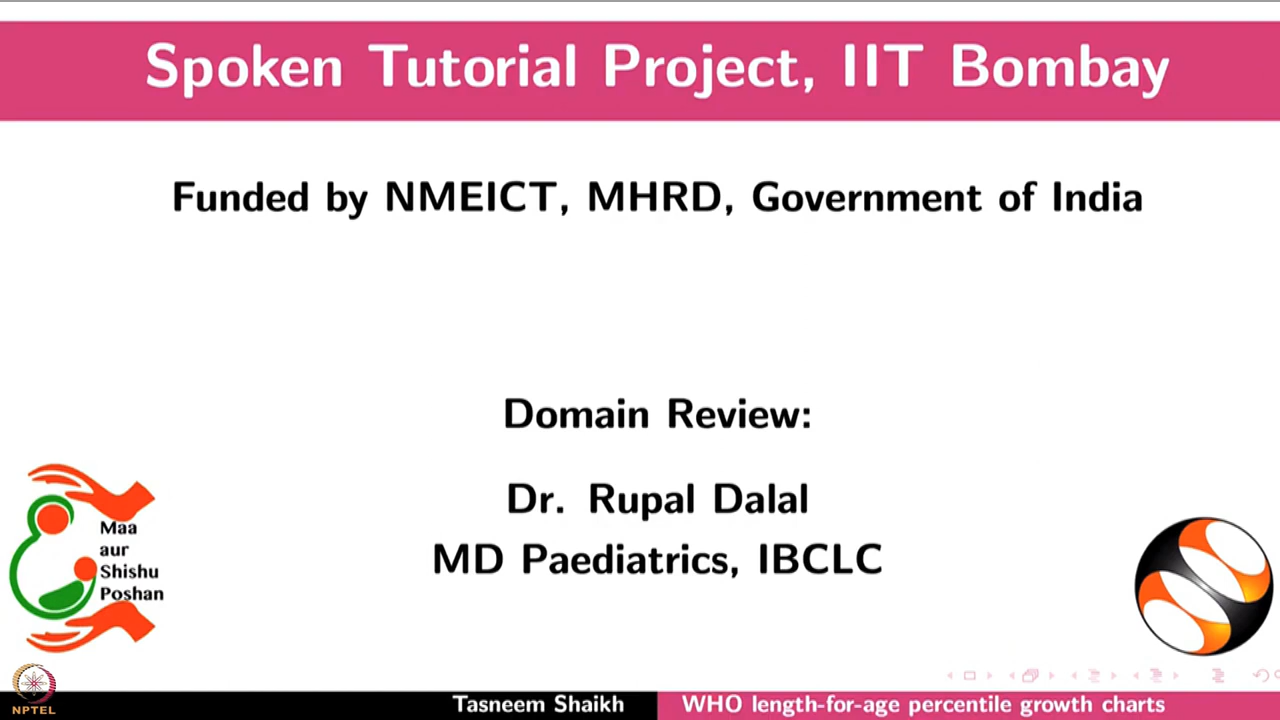 Spoken Tutorial Project, IIT Bombay
Funded by NMEICT, MHRD, Government of India
Domain Review:
Dr. Rupal Dalal
MD Paediatrics, IBCLC
Maa
aur
Shishu
Poshan
NPTEL
Tasneem Shaikh
WHO length-for-age percentile growth charts